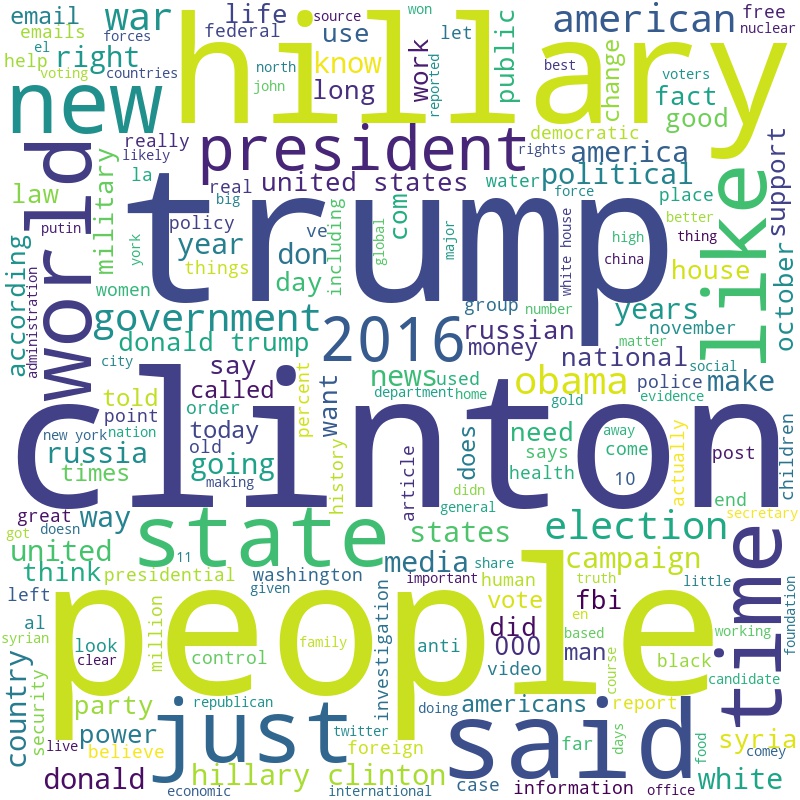 email war life source won american free
emails forces federal use let nuclear
help el right hillary know work public best change voters
voting countries north john long reported fact good
new president democratic
really rights america
likely united states political place support
law military la real big water force better
world trump com like
putin policy ve including global major white house high thing
york year don things china house
according administration women day group number years october
government 2016 russian november
donald trump money matter
city say national social
told called percent want news used obama police make
department home evidence
point order gold children
clinton
new york nation today old does need away
russia going history says come actually post
times making article health 10
didn end
great way state general election secretary
got doesn states
united 11 media share campaign
think presidential washington important human truth little
left given vote fbi foundation
al million people did en time
syrian look investigation anti 000 based working
clear family man black
country control video course candidate
security party republican doing americans report
power just twitter said days syria
live believe foreign far food comey
donald hillary clinton case information white
economic international office